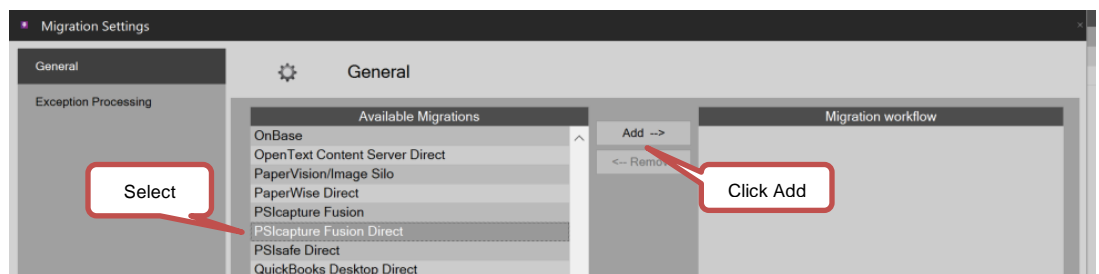 Migration Settings
General
Exception Processing
General
Available Migrations
OnBase
OpenText Content Server Direct
PaperVision/Image Silo
PaperWise Direct
PSIcapture Fusion
PSIcapture Fusion Direct
PSIsafe Direct
QuickBooks Desktop Direct
Add -->
<-- Remov
Migration workflow
Select
Click Add